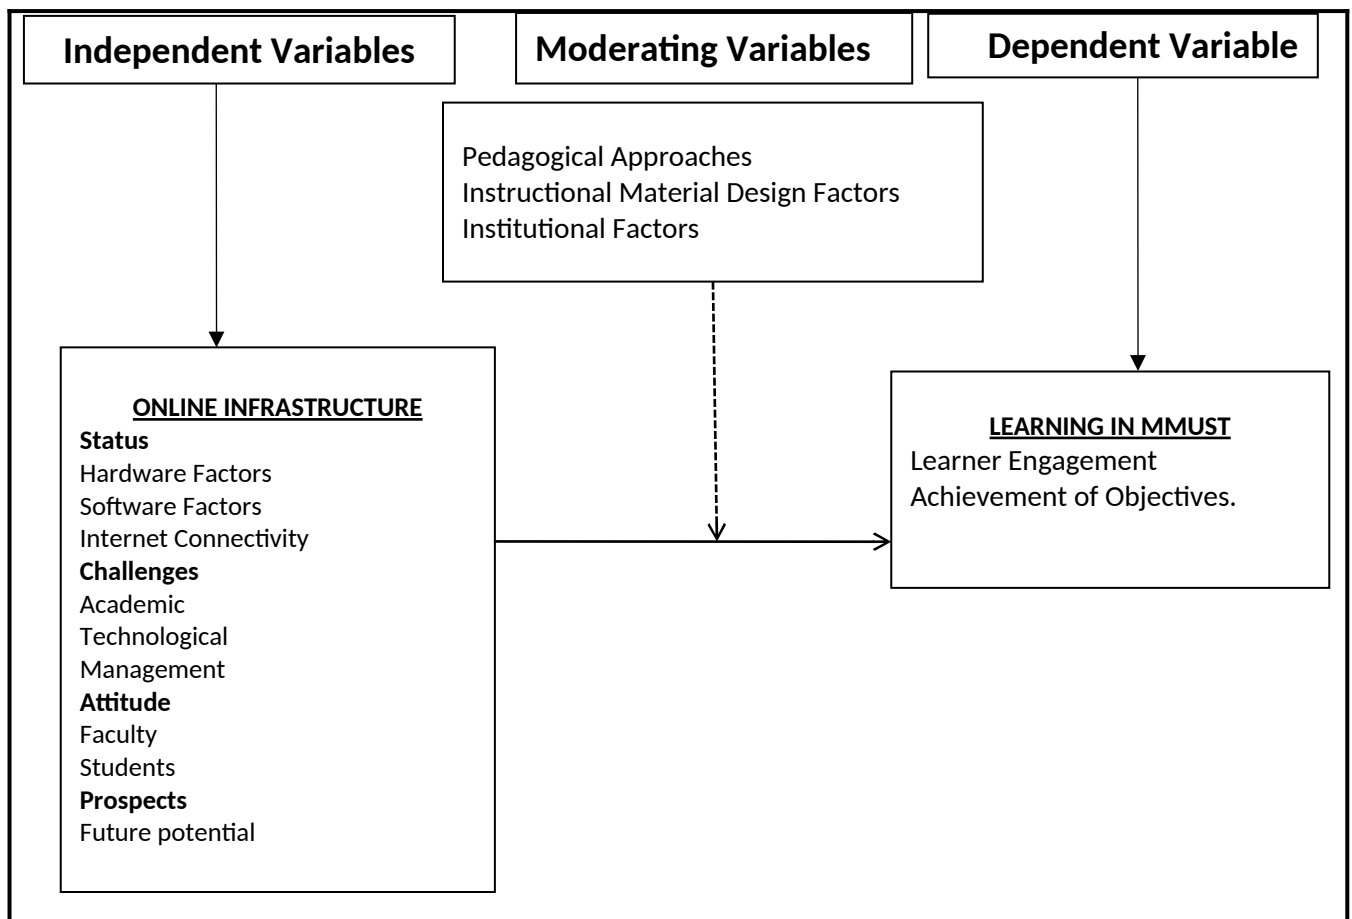 Independent Variables
Moderating Variables
Dependent Variable
Pedagogical Approaches
Instructional Material Design Factors
Institutional Factors
ONLINE INFRASTRUCTURE
Status
Hardware Factors
Software Factors
Internet Connectivity
Challenges
Academic
Technological
Management
Attitude
Faculty
Students
Prospects
Future potential
LEARNING IN MMUST
Learner Engagement
Achievement of Objectives.